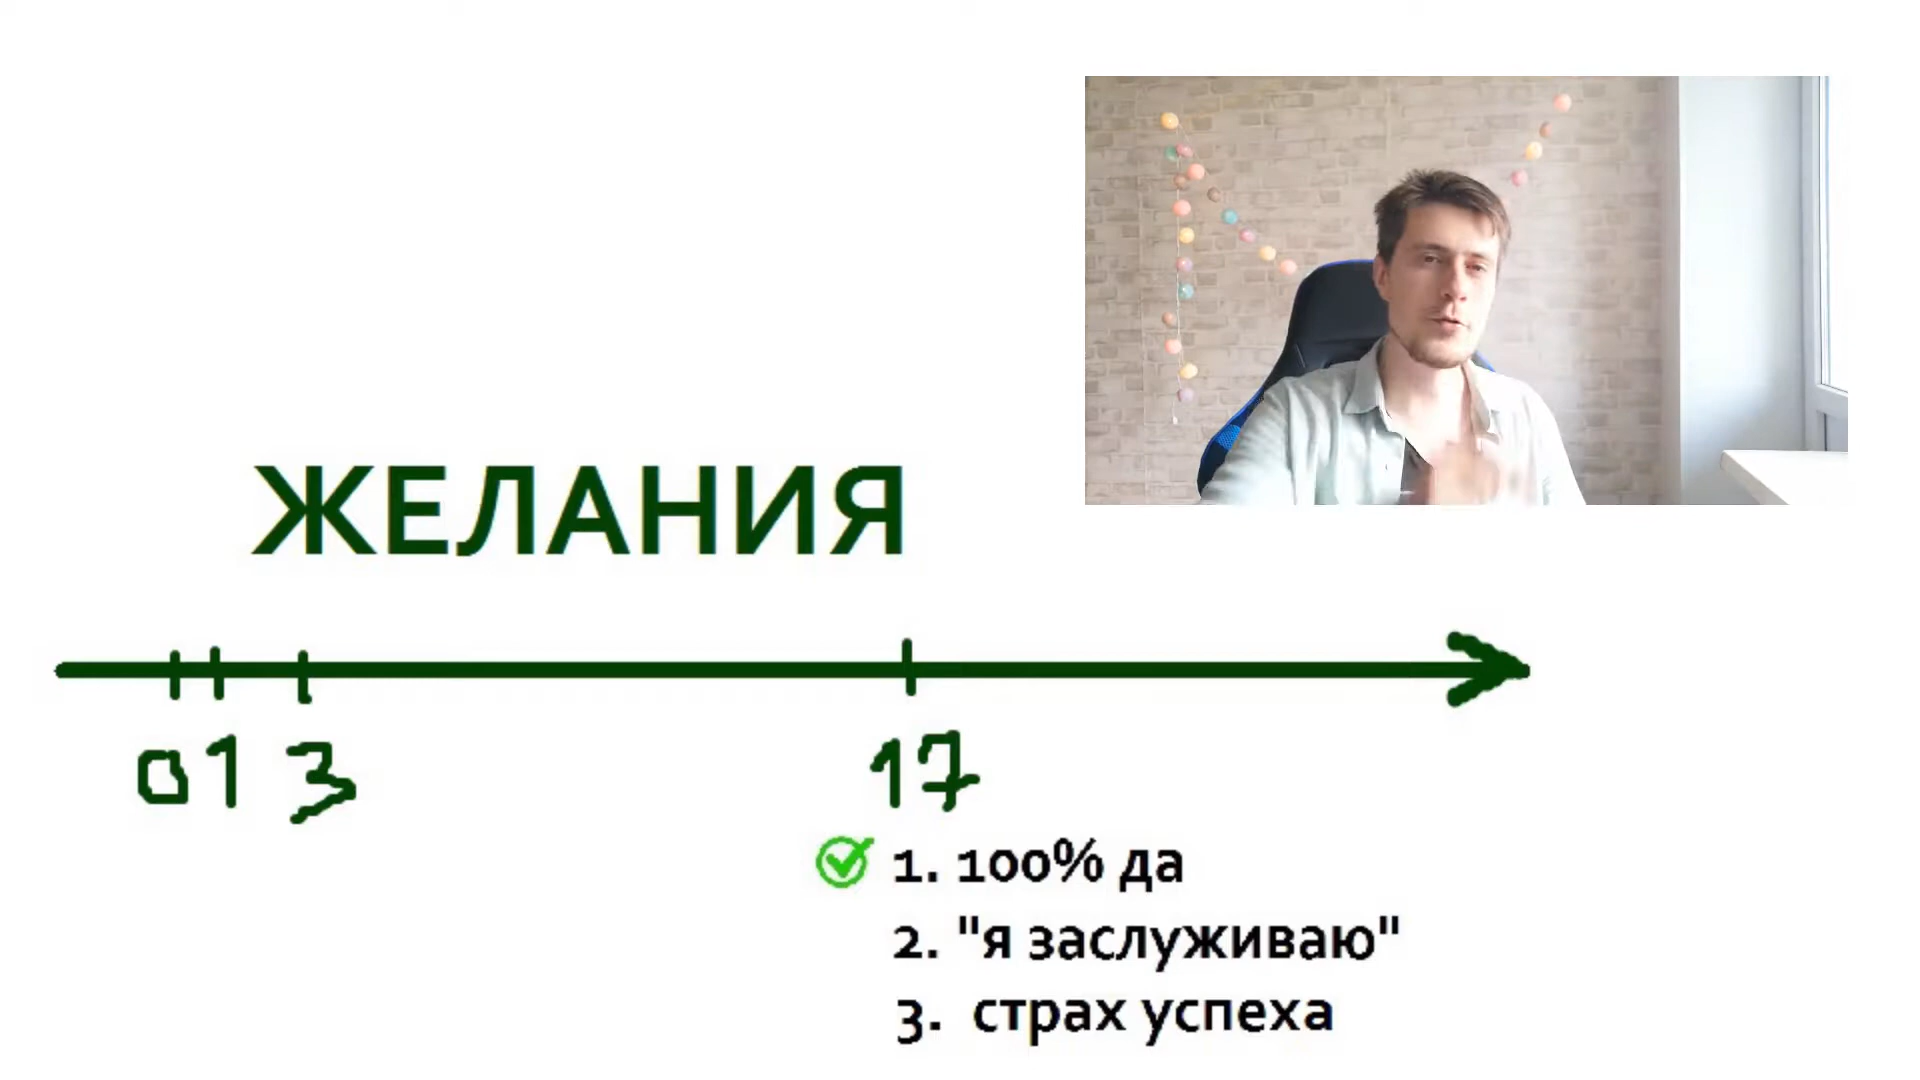 ЖЕЛАНИЯ
0 1 3 17
1. 100% да
2. "я заслуживаю"
3. страх успеха